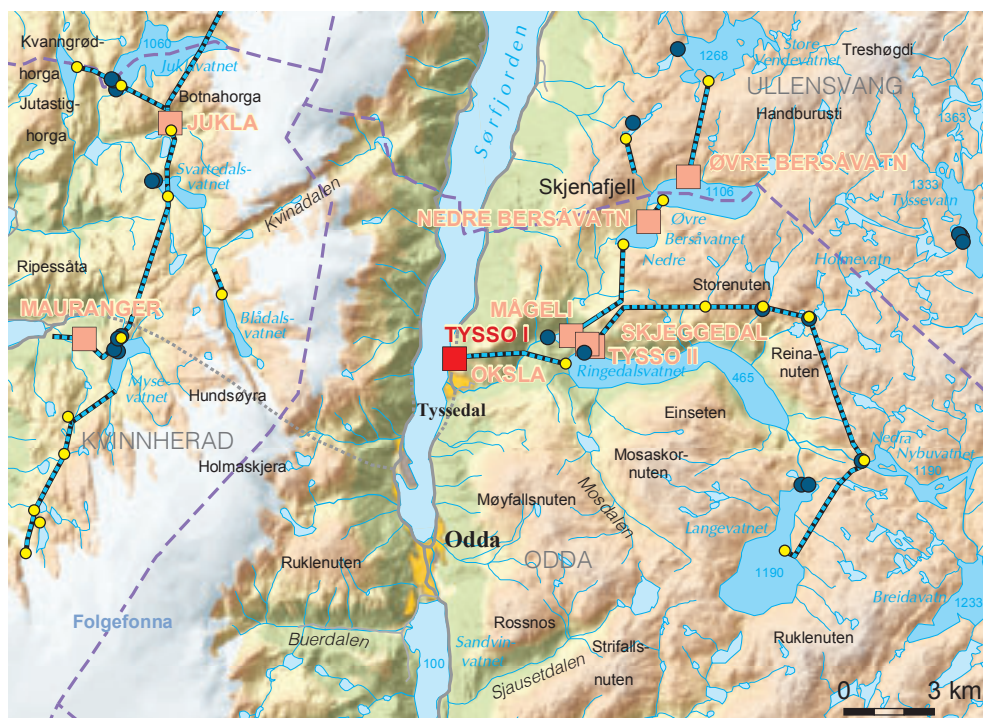 Kvanngrød-
horga
1060
Juklavatnet
Jutastig-
horga
Botnahorga
JUKLA
Svartedals-
vatnet
Kvinnadalen
Ripessåta
MAURANGER
Blådals-
vatnet
Nyse-
vatnet
Hundsøyra
KVINNHERAD
Holmaskjera
Ruklenuten
Folgefonna
Buerdalen
Sørfjorden
1268
Store
Vendevatnet
Treshøgdi
ULLENSVANG
Handburusti
1363
ØVRE BERSÅVATN
Skjenafjell
1106
1333
Tyssevatn
NEDRE BERSÅVATN
Øvre
Bersåvatnet
Nedre
Holmevatn
Storenuten
MÅGELI
TYSSO I
SKJEGGEDAL
TYSSO II
OKSLA
Ringedalsvatnet
465
Reina-
nuten
Tyssedal
Einseten
Mosaskor-
nuten
Nedra
Nybuvatnet
1190
Møyfallsnuten
Mosdalen
Langevatnet
Odda
ODDA
1190
Breidavatn
1233
Rossnos
Ruklenuten
Sandvin
vatnet
100
Strifalls-
nuten
Sjausetdalen
0 3 km